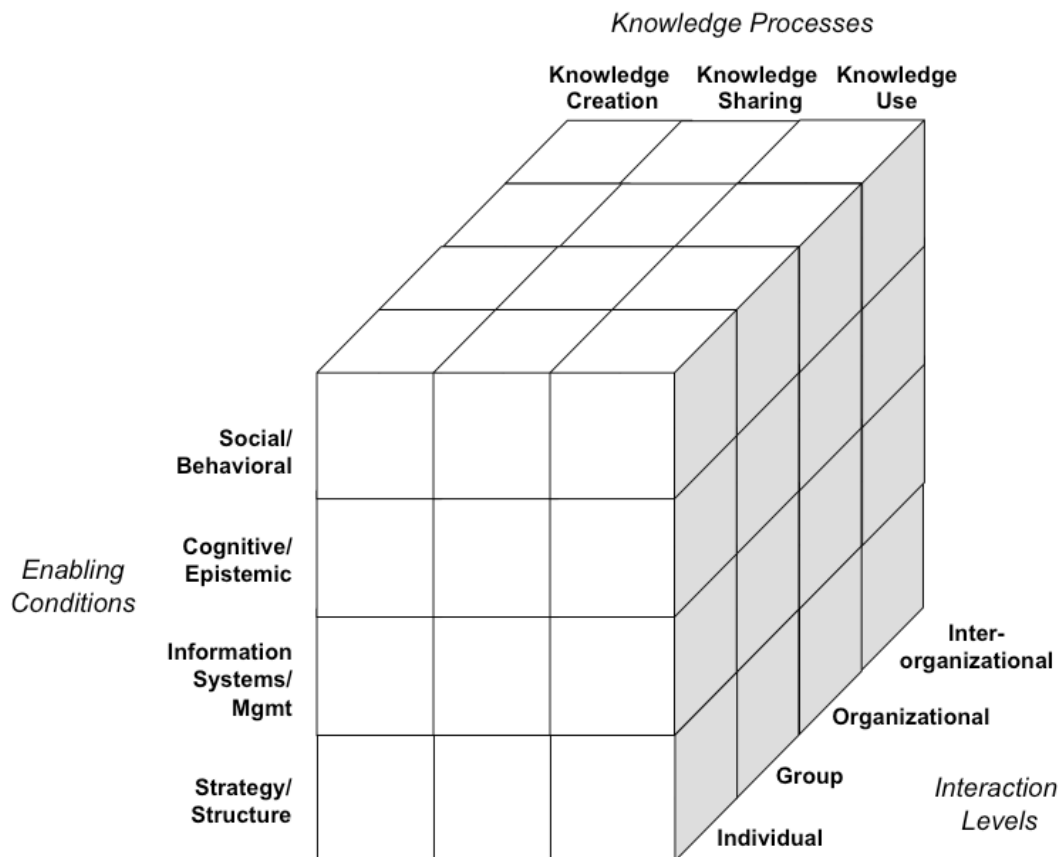 Knowledge Processes
Knowledge
Creation
Knowledge
Sharing
Knowledge
Use
Social/
Behavioral
Cognitive/
Epistemic
Enabling
Conditions
Information
Systems/
Mgmt
Strategy/
Structure
Inter-
organizational
Organizational
Group
Individual
Interaction
Levels